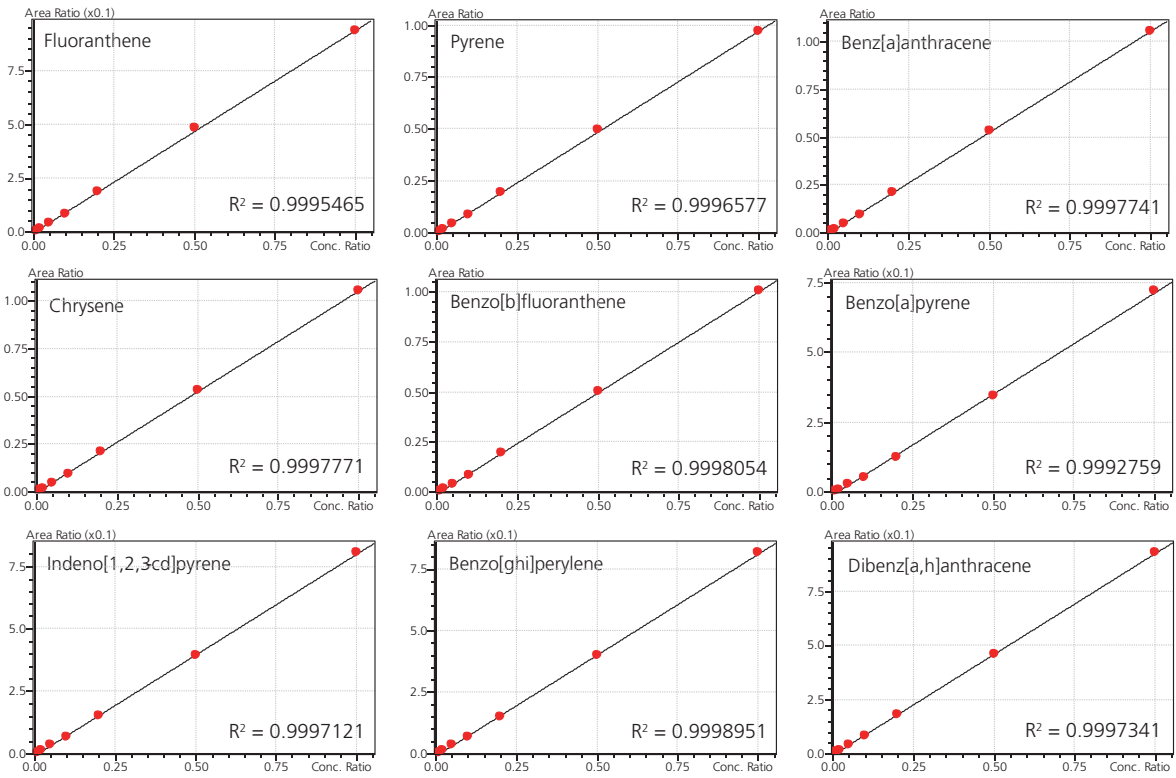 Area Ratio (x0.1)
Fluoranthene
7.5
5.0
2.5
0.0
R² = 0.9995465
0.00 0.25 0.50 0.75 Conc. Ratio
Area Ratio
Pyrene
1.00
0.75
0.50
0.25
0.00
R² = 0.9996577
0.00 0.25 0.50 0.75 Conc. Ratio
Area Ratio
Benz[a]anthracene
1.00
0.75
0.50
0.25
0.00
R² = 0.9997741
0.00 0.25 0.50 0.75 Conc. Ratio
Area Ratio
Chrysene
1.00
0.75
0.50
0.25
0.00
R² = 0.9997771
0.00 0.25 0.50 0.75 Conc. Ratio
Area Ratio
Benzo[b]fluoranthene
1.00
0.75
0.50
0.25
0.00
R² = 0.9998054
0.00 0.25 0.50 0.75 Conc. Ratio
Area Ratio (x0.1)
Benzo[a]pyrene
7.5
5.0
2.5
0.0
R² = 0.9992759
0.00 0.25 0.50 0.75 Conc. Ratio
Area Ratio (x0.1)
Indeno[1,2,3-cd]pyrene
7.5
5.0
2.5
0.0
R² = 0.9997121
0.00 0.25 0.50 0.75 Conc. Ratio
Area Ratio (x0.1)
Benzo[ghi]perylene
7.5
5.0
2.5
0.0
R² = 0.9998951
0.00 0.25 0.50 0.75 Conc. Ratio
Area Ratio (x0.1)
Dibenz[a,h]anthracene
7.5
5.0
2.5
0.0
R² = 0.9997341
0.00 0.25 0.50 0.75 Conc. Ratio